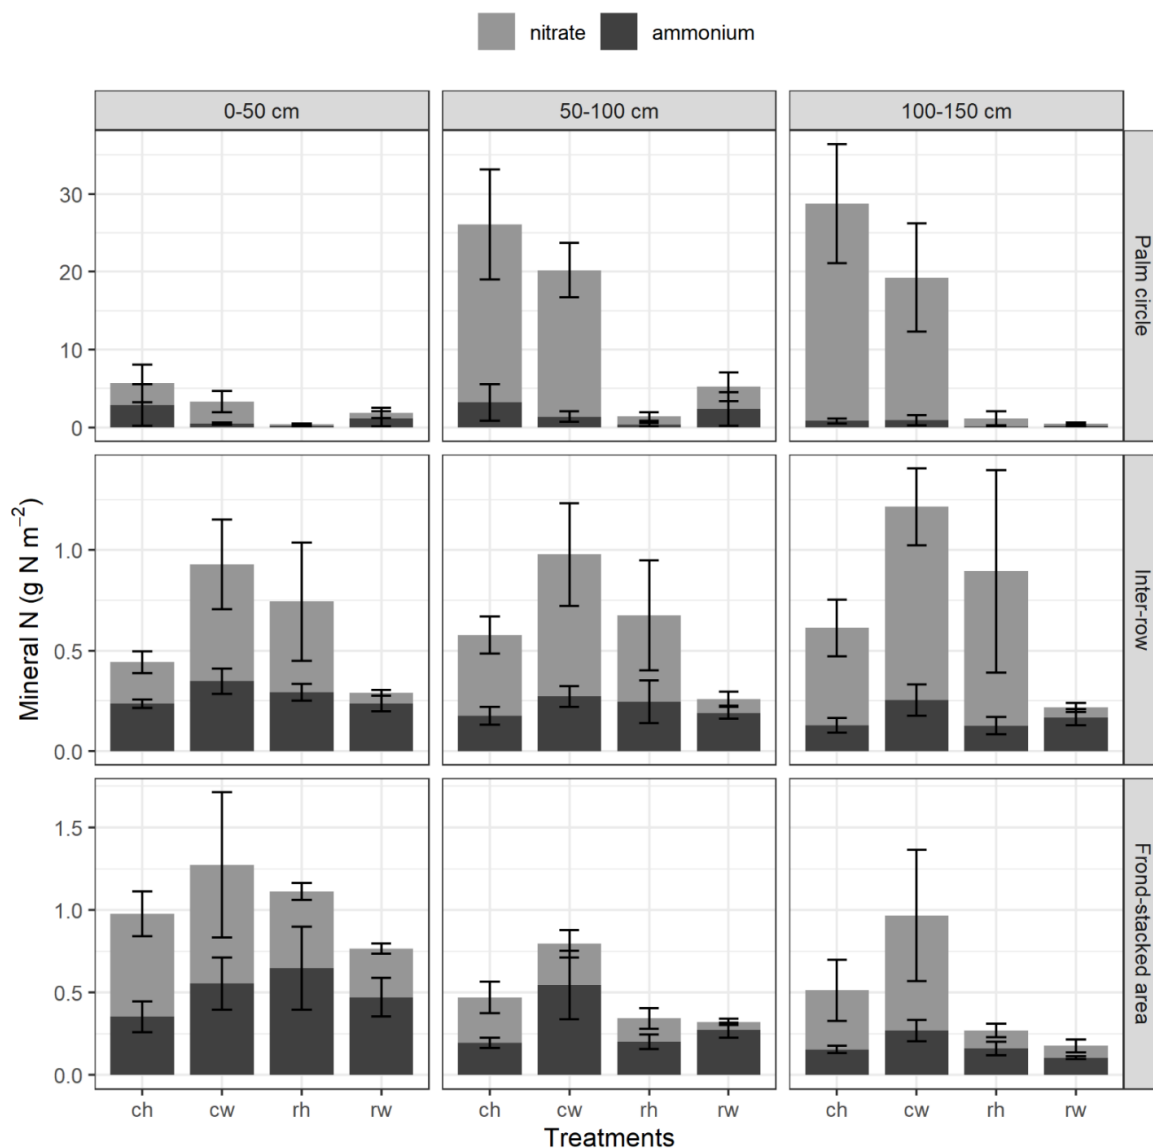 nitrate ammonium
0-50 cm 50-100 cm 100-150 cm
30
20
10
0
Palm circle
Mineral N (g N m⁻²)
1.0
0.5
0.0
Inter-row
1.5
1.0
0.5
0.0
Frond-stacked area
ch cw rh rw ch cw rh rw ch cw rh rw
Treatments